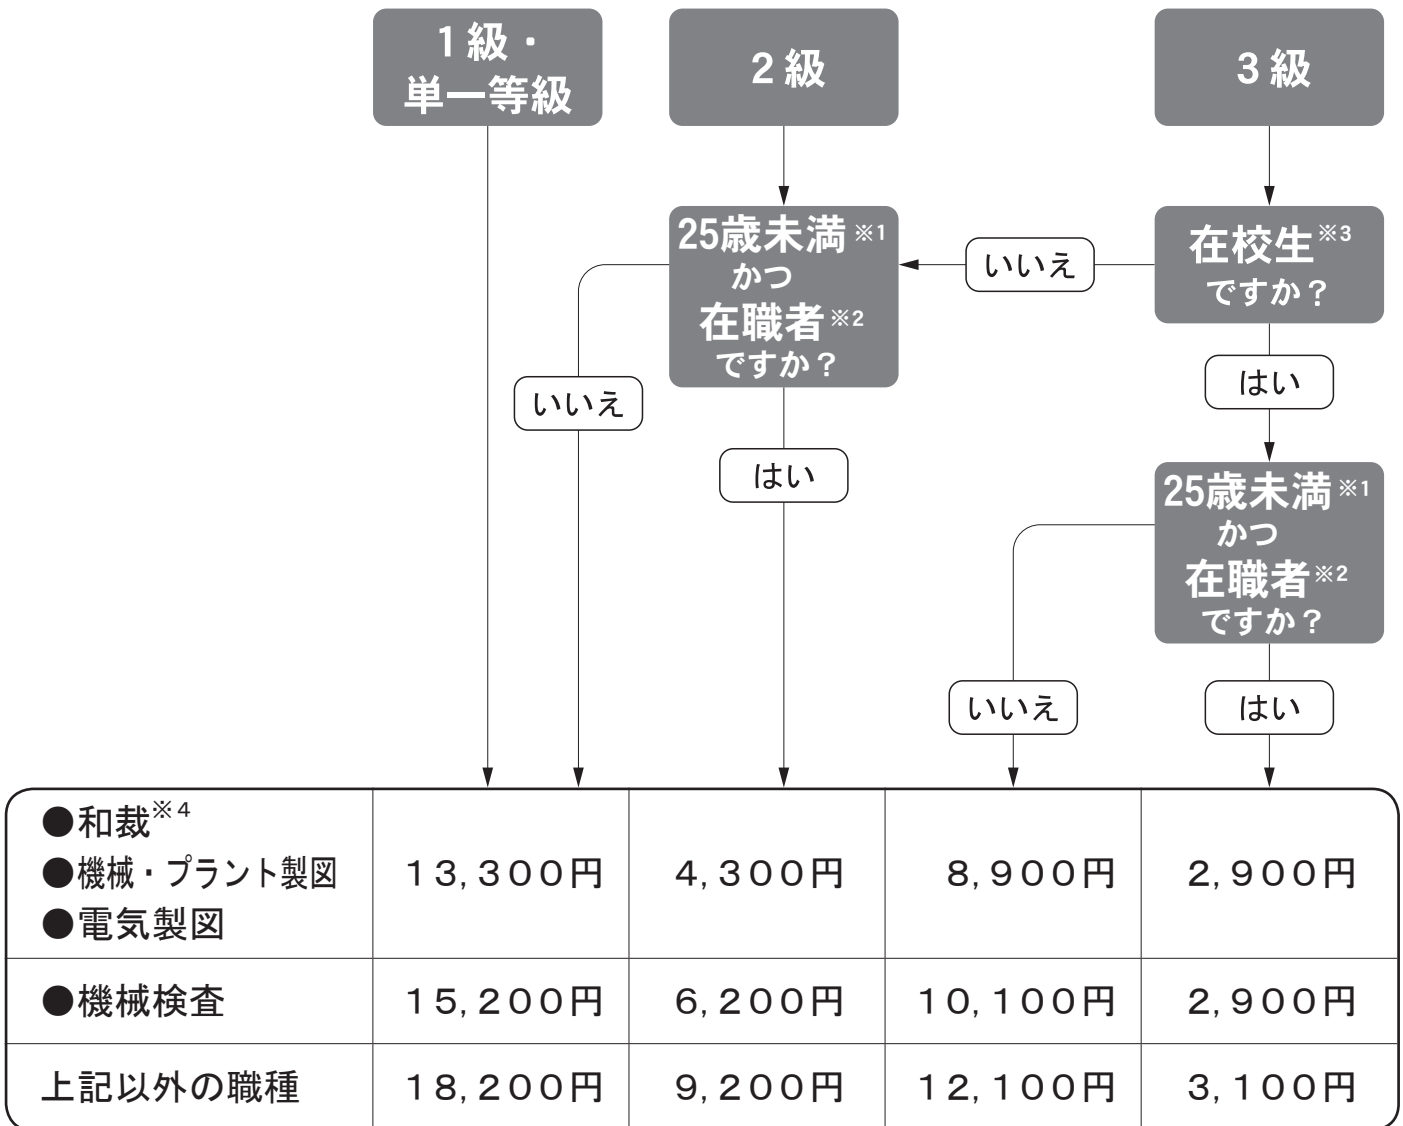 1級・
単一等級
2級
3級
25歳未満※1
かつ
在職者※2
ですか？
いいえ
在校生※3
ですか？
いいえ
はい
はい
25歳未満※1
かつ
在職者※2
ですか？
いいえ
はい
●和裁※4
●機械・プラント製図
●電気製図
13,300円
4,300円
8,900円
2,900円
●機械検査
15,200円
6,200円
10,100円
2,900円
上記以外の職種
18,200円
9,200円
12,100円
3,100円